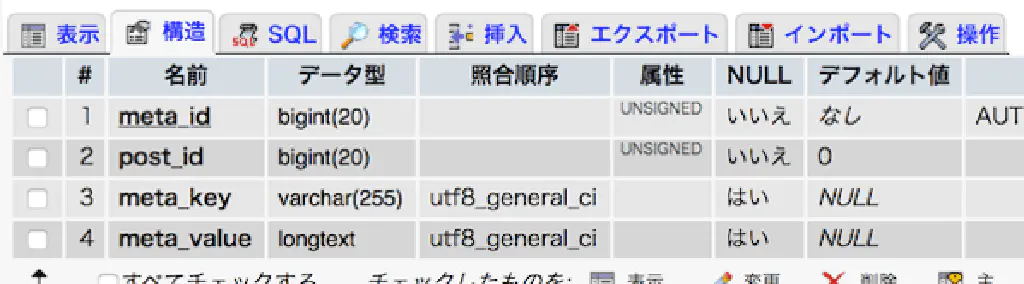 表示 構造 SQL 検索 挿入 エクスポート インポート 操作
# 名前 データ型 照合順序 属性 NULL デフォルト値
1 meta_id bigint(20) UNSIGNED いいえ なし AUT
2 post_id bigint(20) UNSIGNED いいえ 0
3 meta_key varchar(255) utf8_general_ci はい NULL
4 meta_value longtext utf8_general_ci はい NULL
すべてチェックする チェックしたものを: 表示 変更 削除 主